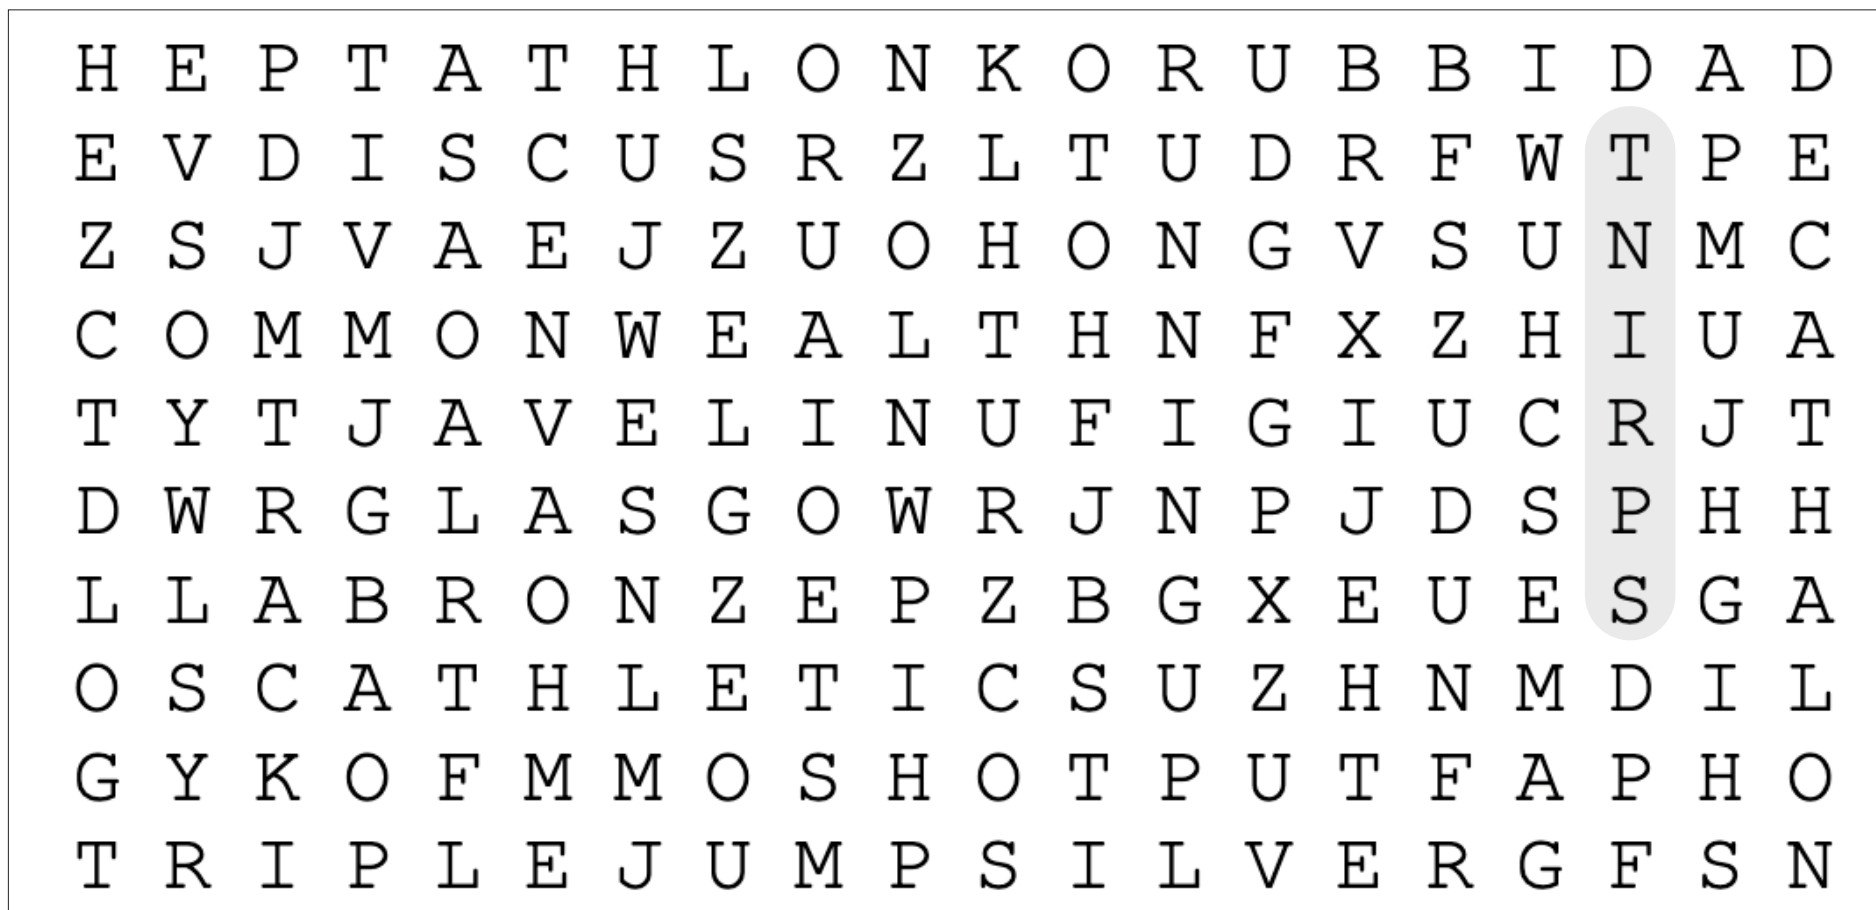 H E P T A T H L O N K O R U B B I D A D
E V D I S C U S R Z L T U D R F W T P E
Z S J V A E J Z U O H O N G V S U N M C
C O M M O N W E A L T H N F X Z H I U A
T Y T J A V E L I N U F I G I U C R J T
D W R G L A S G O W R J N P J D S P H H
L L A B R O N Z E P Z B G X E U E S G A
O S C A T H L E T I C S U Z H N M D I L
G Y K O F M M O S H O T P U T F A P H O
T R I P L E J U M P S I L V E R G F S N